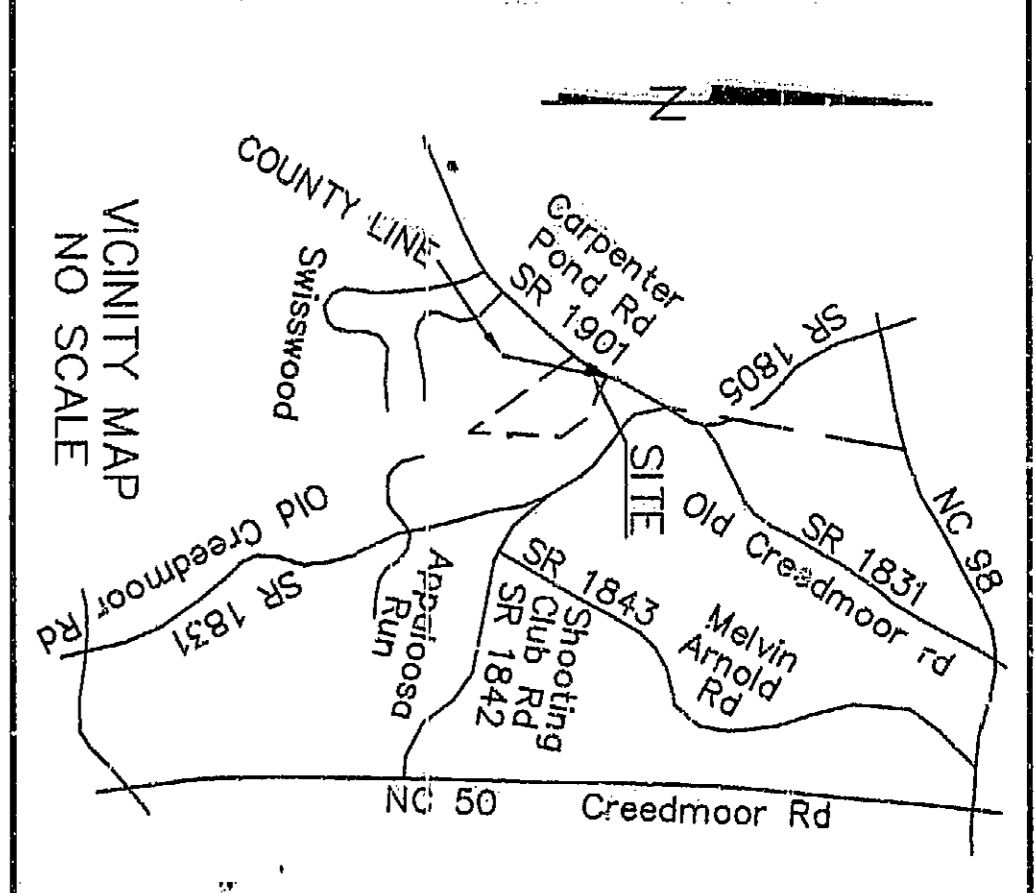 N
COUNTY LINE
Carpenter
Pond Rd
SR 1901
SR 1805
Swisswood
SITE
NC 98
Old Creedmoor rd
SR 1831
VICINITY MAP
NO SCALE
Old Creedmoor Rd
SR 1831
Appaloosa
Run
SR 1843
Melvin
Arnold
Rd
Shooting
Club Rd
SR 1842
NC 50
Creedmoor Rd